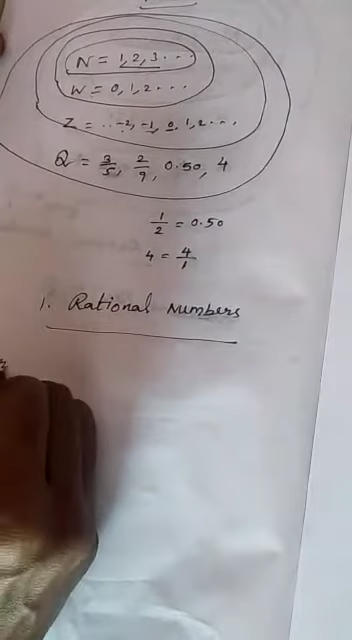 N = 1, 2, 3 ...
W = 0, 1, 2 ...
Z = ... -2, -1, 0, 1, 2 ...
Q = 3/5, 2/9, 0.50, 4
1/2 = 0.50
4 = 4/1
1. Rational Numbers